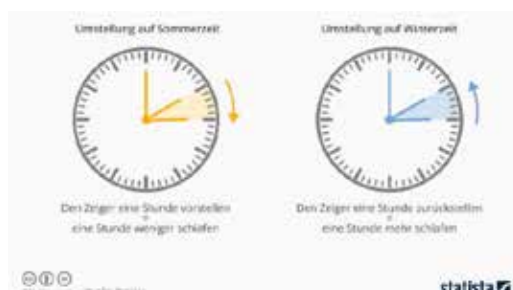 Umstellung auf Sommerzeit
Umstellung auf Winterzeit
Den Zeiger eine Stunde vorstellen
=
eine Stunde weniger schlafen
Den Zeiger eine Stunde zurückstellen
=
eine Stunde mehr schlafen
statista